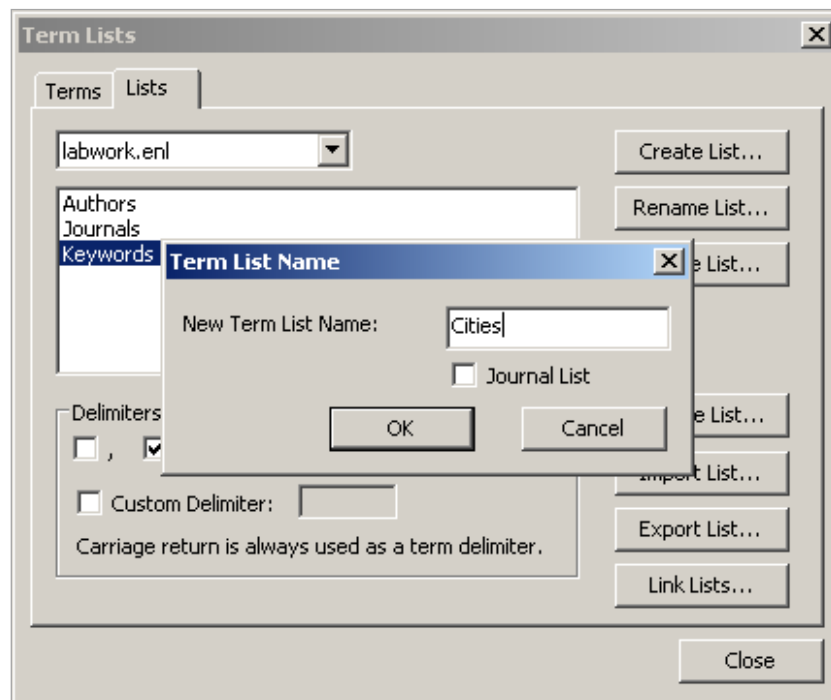 Term Lists
Terms Lists
labwork.enl
Create List...
Authors
Journals
Keywords
Rename List...
List...
Term List Name
New Term List Name: Cities
Journal List
OK Cancel
Delimiters
,
List...
Import List...
Custom Delimiter:
Carriage return is always used as a term delimiter.
Export List...
Link Lists...
Close